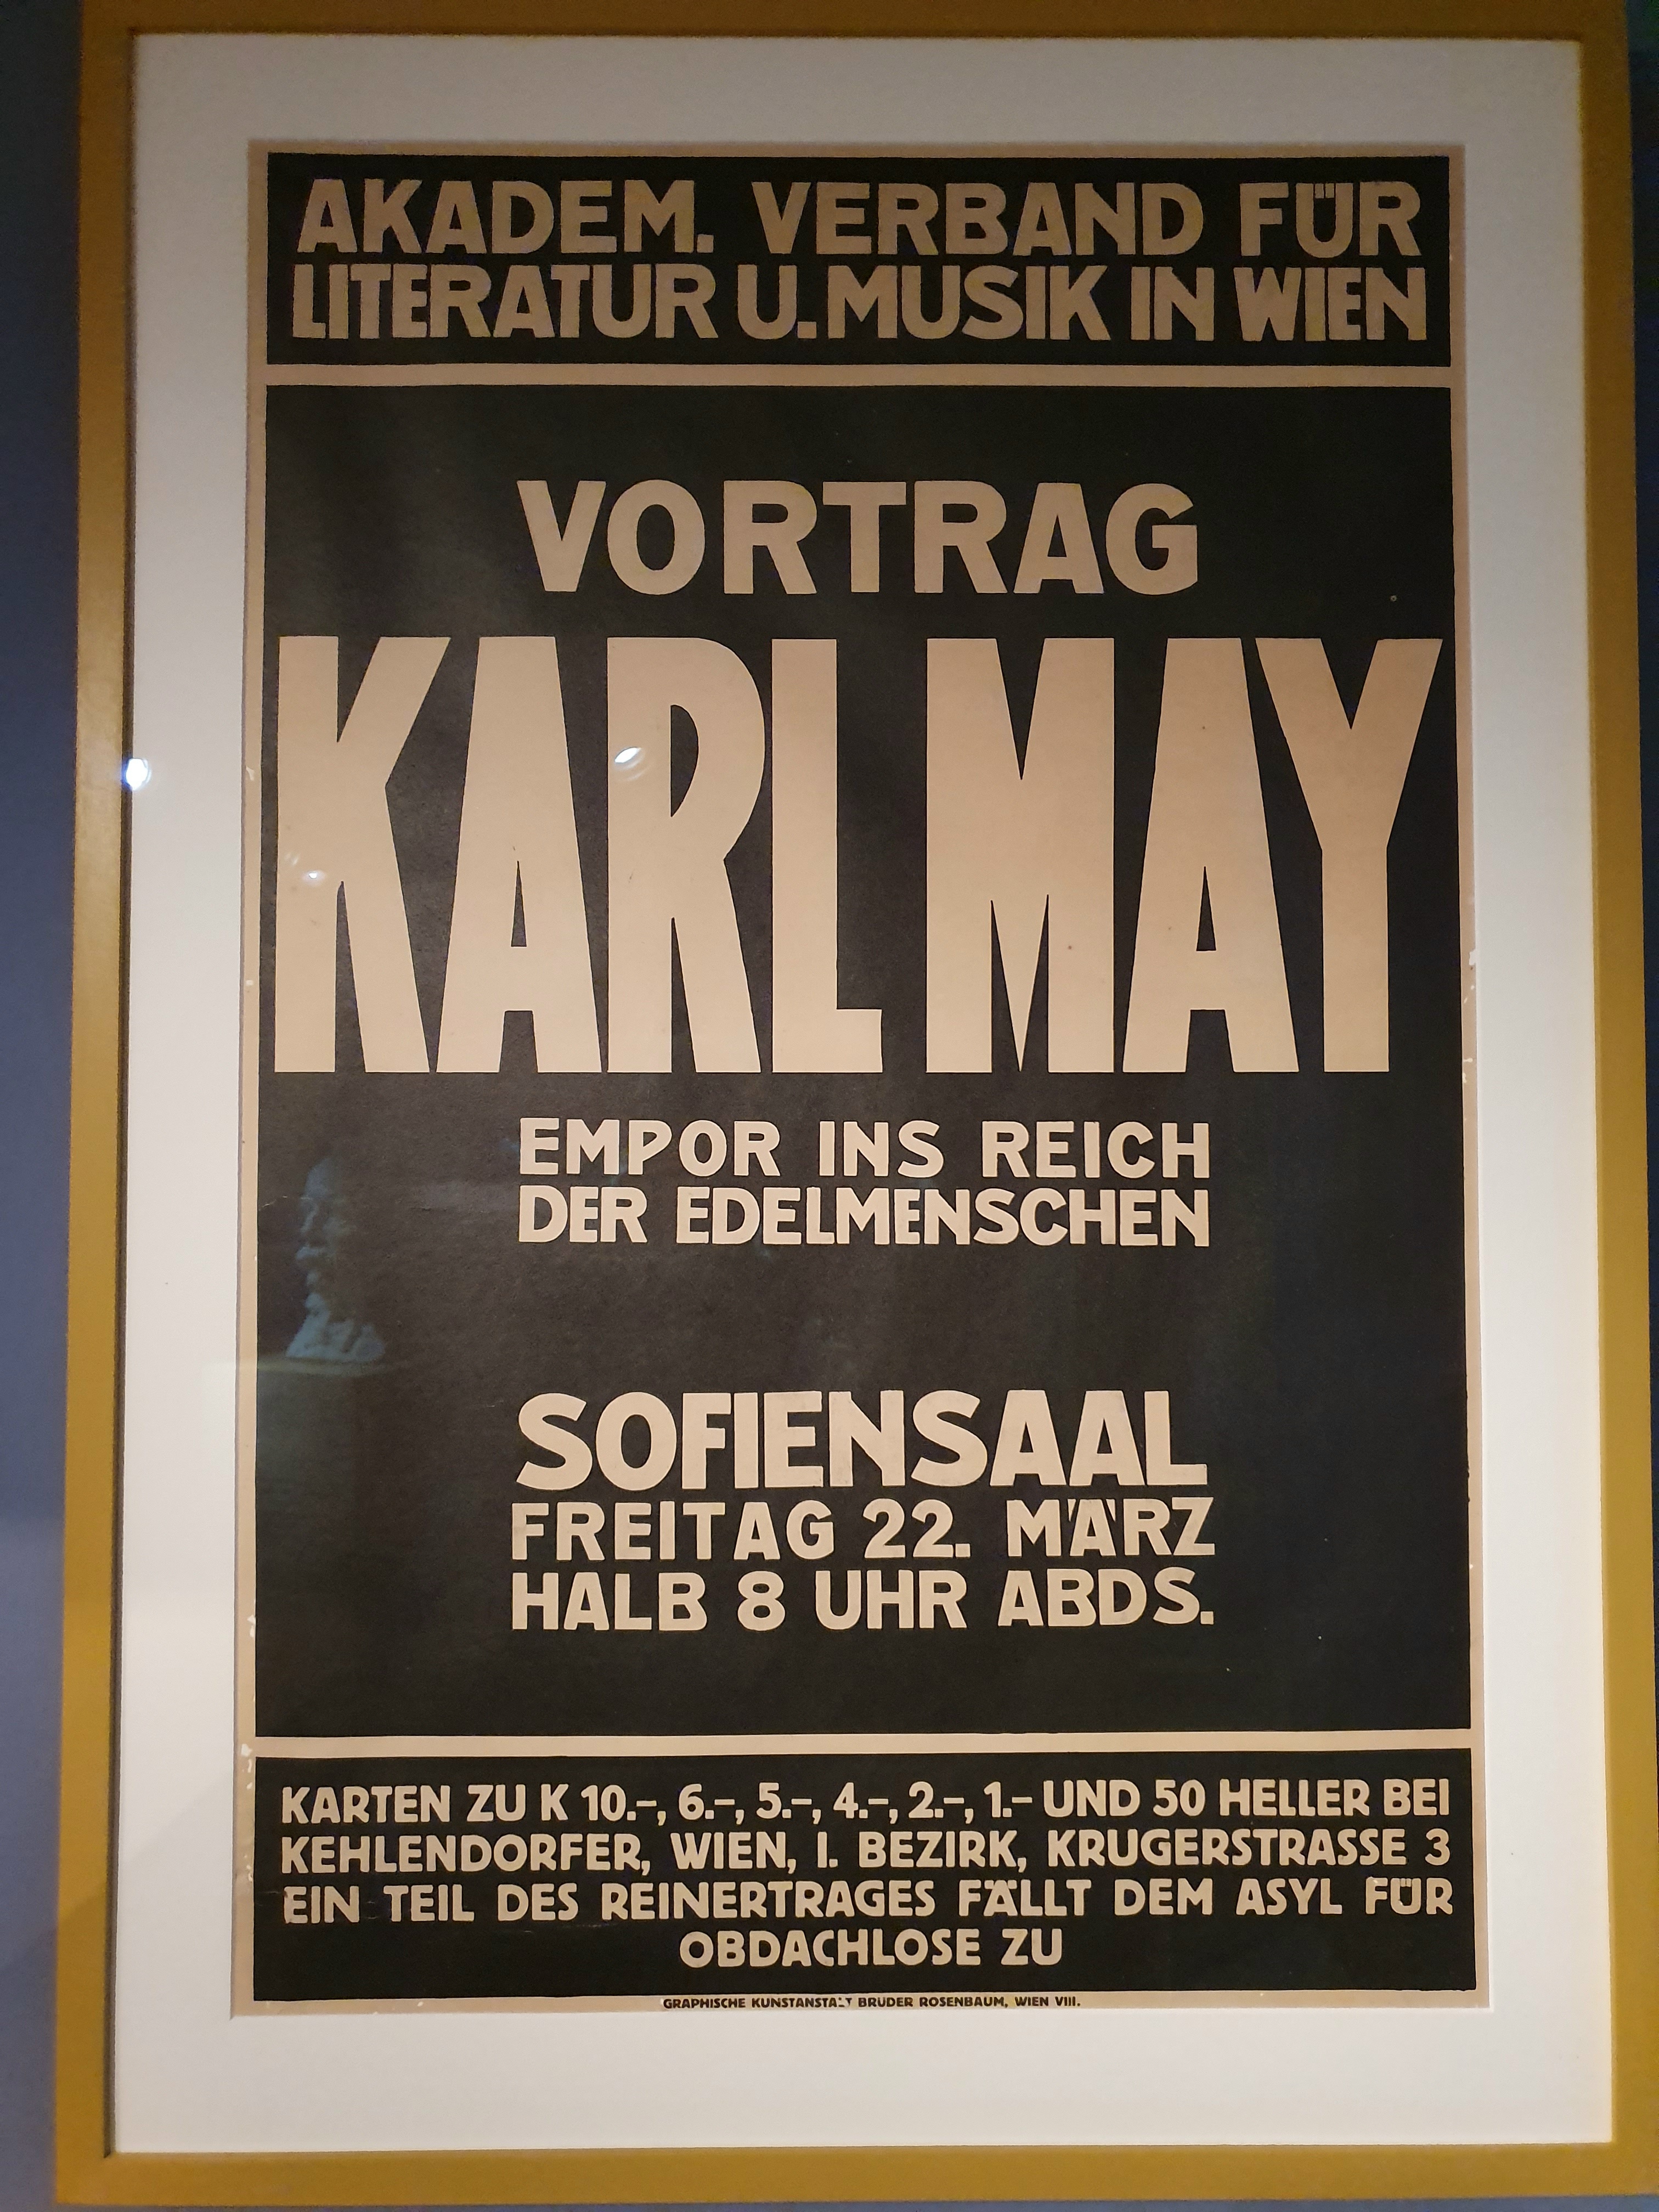 AKADEM. VERBAND FÜR
LITERATUR U. MUSIK IN WIEN
VORTRAG
KARL MAY
EMPOR INS REICH
DER EDELMENSCHEN
SOFIENSAAL
FREITAG 22. MÄRZ
HALB 8 UHR ABDS.
KARTEN ZU K 10.–, 6.–, 5.–, 4.–, 2.–, 1.– UND 50 HELLER BEI
KEHLENDORFER, WIEN, I. BEZIRK, KRUGERSTRASSE 3
EIN TEIL DES REINERTRAGES FÄLLT DEM ASYL FÜR
OBDACHLOSE ZU
GRAPHISCHE KUNSTANSTALT BRÜDER ROSENBAUM, WIEN VIII.